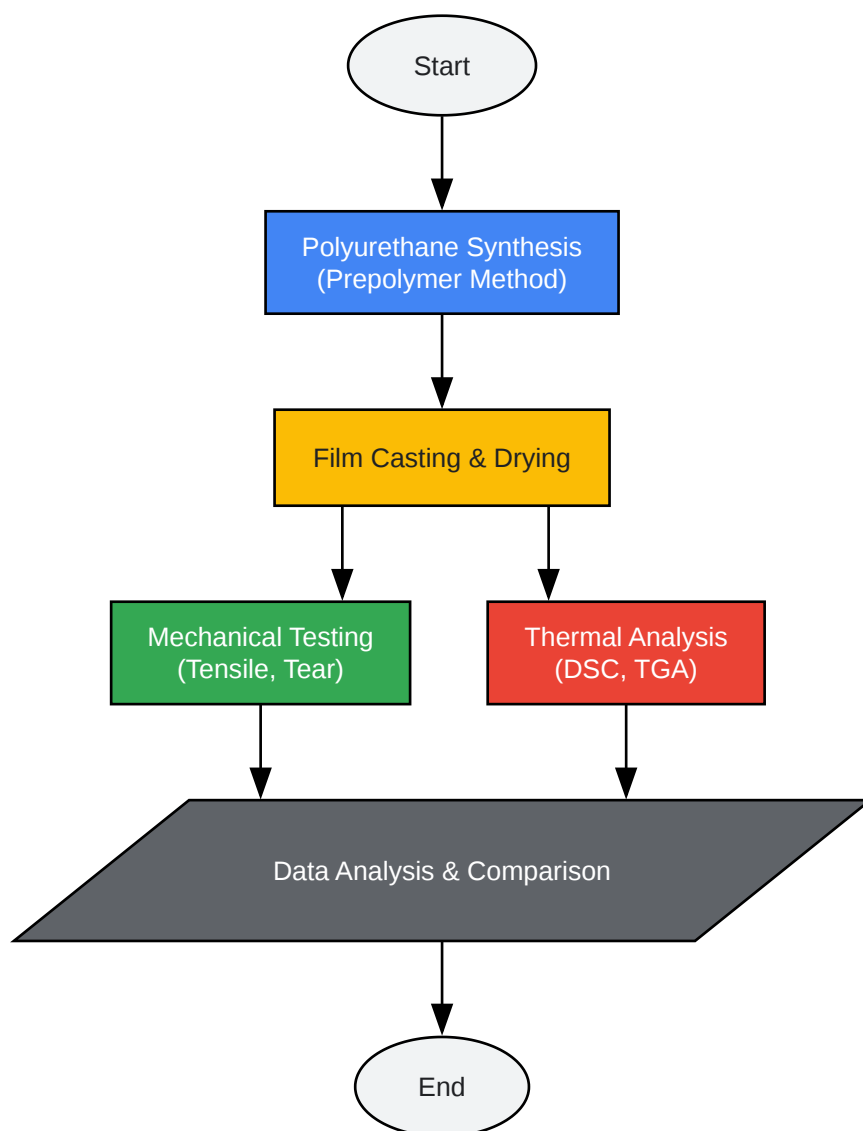 Start
Polyurethane Synthesis
(Prepolymer Method)
Film Casting & Drying
Mechanical Testing
(Tensile, Tear)
Thermal Analysis
(DSC, TGA)
Data Analysis & Comparison
End